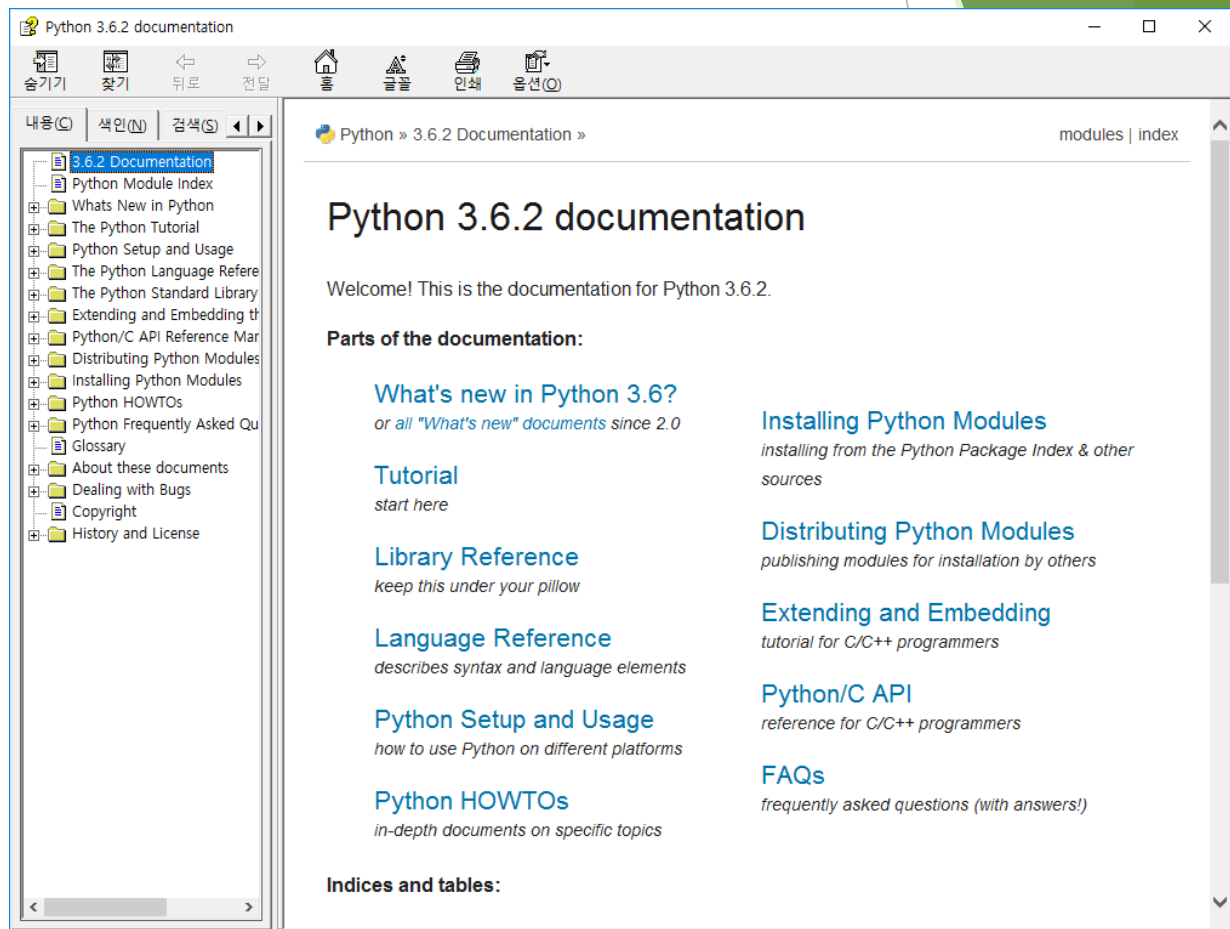 Python 3.6.2 documentation
숨기기 찾기 뒤로 전달 홈 글꼴 인쇄 옵션(O)
내용(C) 색인(N) 검색(S)
3.6.2 Documentation
Python Module Index
Whats New in Python
The Python Tutorial
Python Setup and Usage
The Python Language Refere
The Python Standard Library
Extending and Embedding th
Python/C API Reference Mar
Distributing Python Modules
Installing Python Modules
Python HOWTOs
Python Frequently Asked Qu
Glossary
About these documents
Dealing with Bugs
Copyright
History and License
Python » 3.6.2 Documentation »
modules | index
Python 3.6.2 documentation
Welcome! This is the documentation for Python 3.6.2.
Parts of the documentation:
What's new in Python 3.6?
or all "What's new" documents since 2.0
Tutorial
start here
Library Reference
keep this under your pillow
Language Reference
describes syntax and language elements
Python Setup and Usage
how to use Python on different platforms
Python HOWTOs
in-depth documents on specific topics
Installing Python Modules
installing from the Python Package Index & other
sources
Distributing Python Modules
publishing modules for installation by others
Extending and Embedding
tutorial for C/C++ programmers
Python/C API
reference for C/C++ programmers
FAQs
frequently asked questions (with answers!)
Indices and tables: